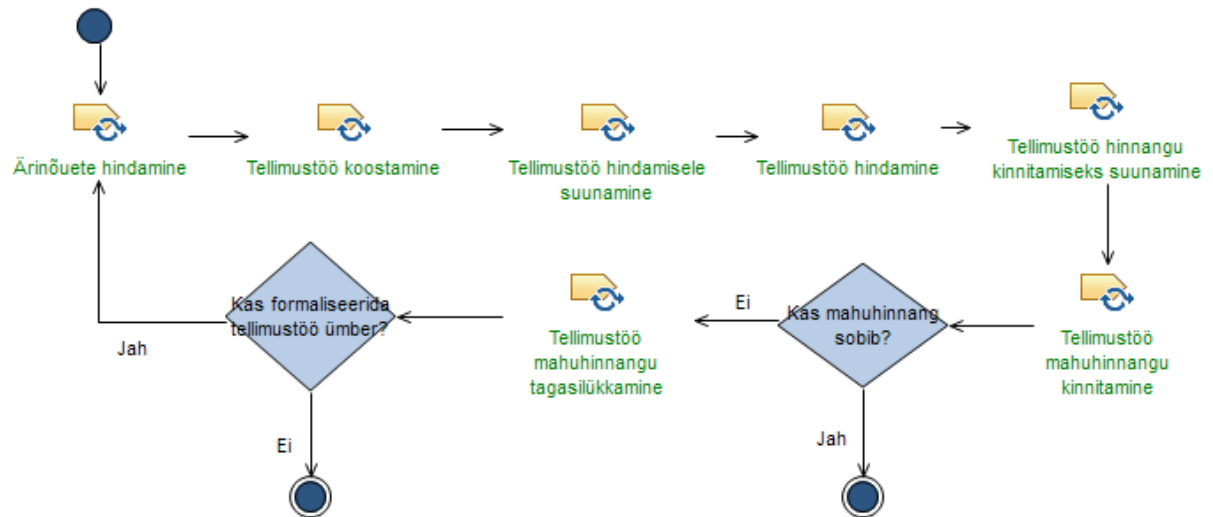 Ärinõuete hindamine
Tellimustöö koostamine
Tellimustöö hindamisele
suunamine
Tellimustöö hindamine
Tellimustöö hinnangu
kinnitamiseks suunamine
Kas formaliseerida
tellimustöö ümber?
Jah
Ei
Tellimustöö
mahuhinnangu
tagasilükkamine
Ei
Kas mahuhinnang
sobib?
Jah
Tellimustöö
mahuhinnangu
kinnitamine